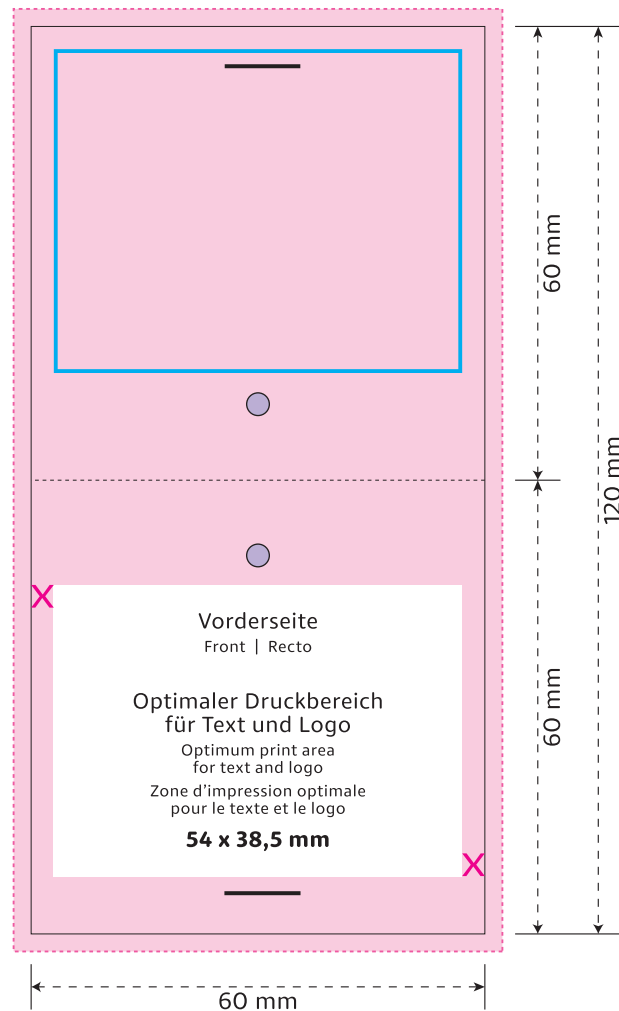 60 mm
120 mm
X
Vorderseite
Front | Recto
Optimaler Druckbereich
für Text und Logo
Optimum print area
for text and logo
Zone d'impression optimale
pour le texte et le logo
54 x 38,5 mm
60 mm
X
60 mm